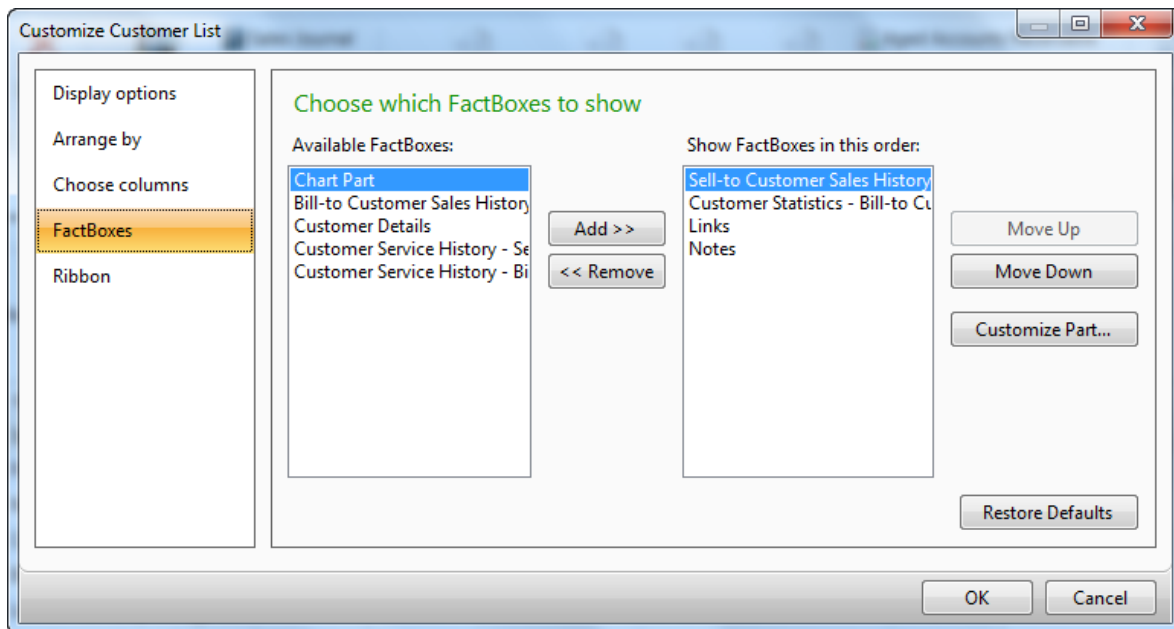 Customize Customer List
Display options
Arrange by
Choose columns
FactBoxes
Ribbon
Choose which FactBoxes to show
Available FactBoxes:
Chart Part
Bill-to Customer Sales History
Customer Details
Customer Service History - Se
Customer Service History - Bi
Add >>
<< Remove
Show FactBoxes in this order:
Sell-to Customer Sales History
Customer Statistics - Bill-to Cu
Links
Notes
Move Up
Move Down
Customize Part...
Restore Defaults
OK
Cancel